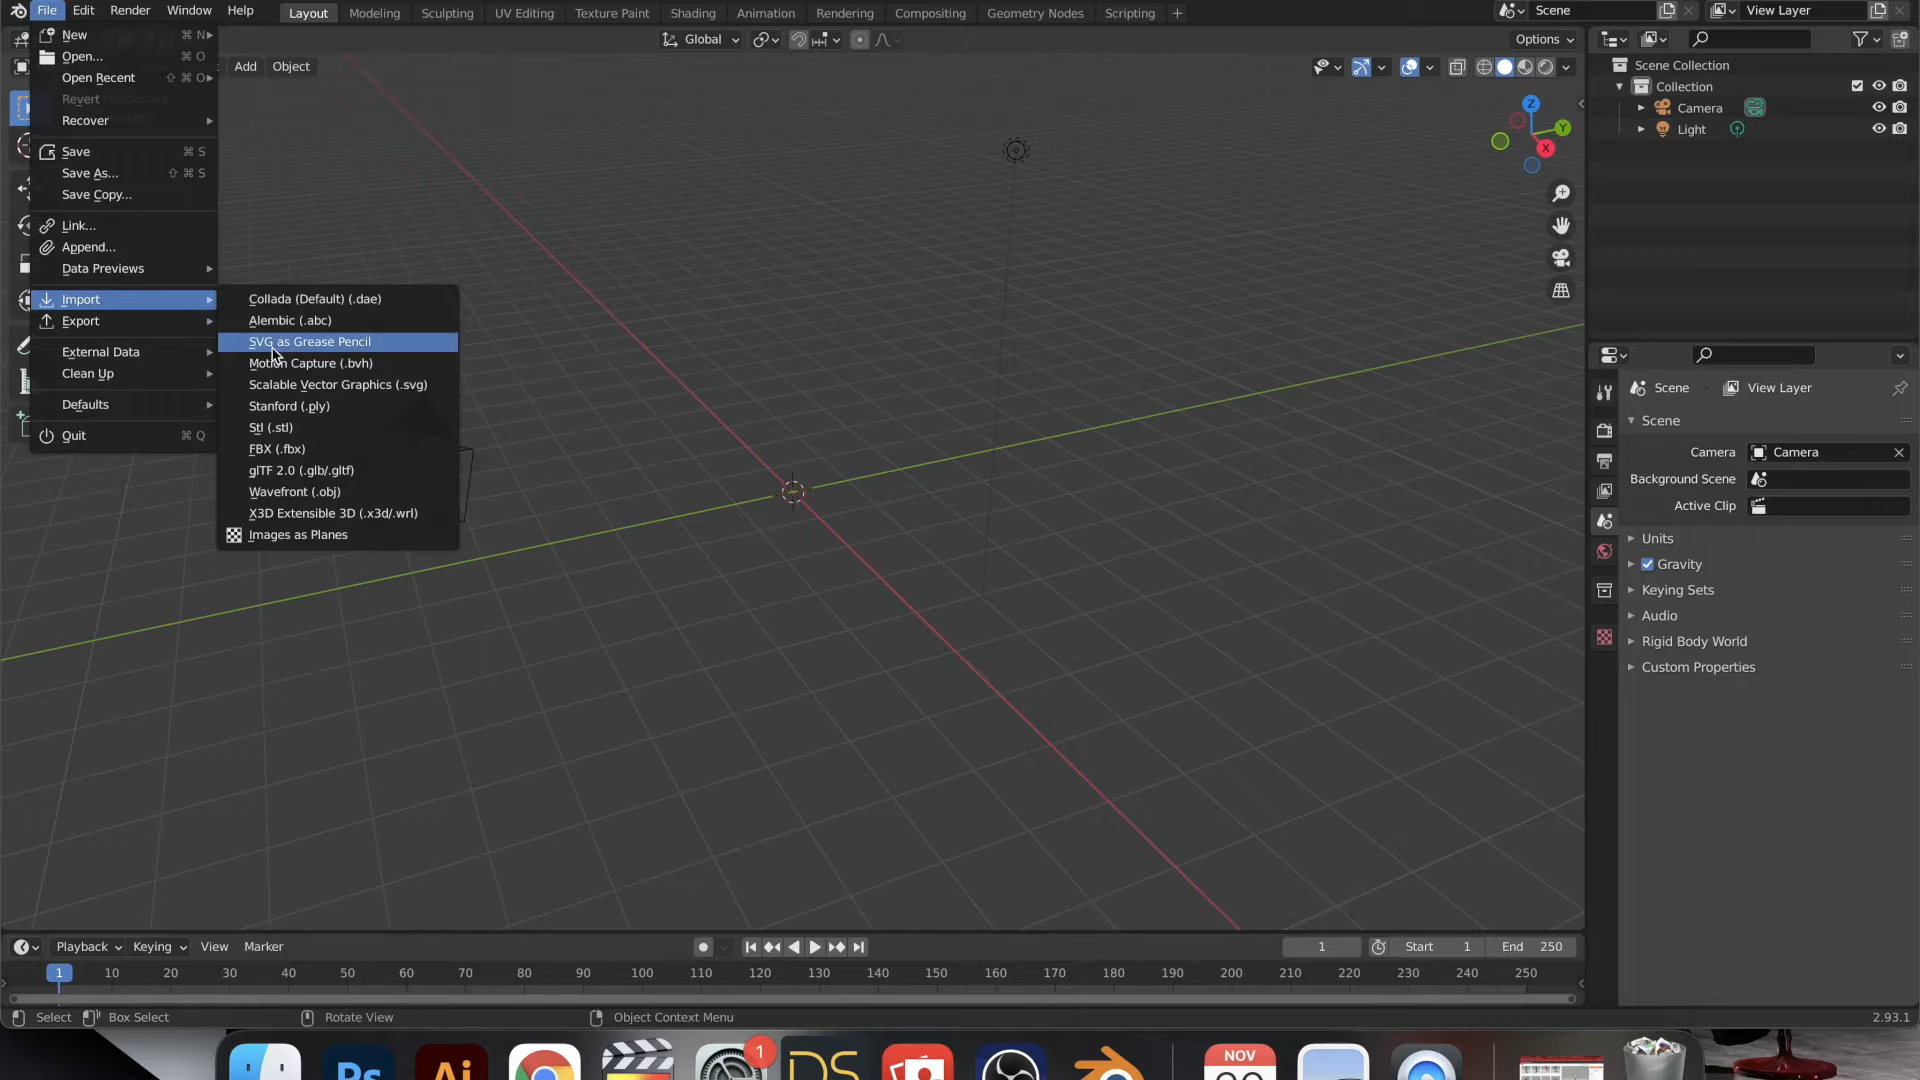 File Edit Render Window Help Layout Modeling Sculpting UV Editing Texture Paint Shading Animation Rendering Compositing Geometry Nodes Scripting + Scene View Layer
Global Options
Add Object
New ⌘ N
Open... ⌘ O
Open Recent ⇧ ⌘ O
Revert
Recover
Save ⌘ S
Save As... ⇧ ⌘ S
Save Copy...
Link...
Append...
Data Previews
Import
Export
External Data
Clean Up
Defaults
Quit ⌘ Q
Collada (Default) (.dae)
Alembic (.abc)
SVG as Grease Pencil
Motion Capture (.bvh)
Scalable Vector Graphics (.svg)
Stanford (.ply)
Stl (.stl)
FBX (.fbx)
glTF 2.0 (.glb/.gltf)
Wavefront (.obj)
X3D Extensible 3D (.x3d/.wrl)
Images as Planes
Z
Y
X
Scene Collection
Collection
Camera
Light
Scene View Layer
Scene
Camera Camera
Background Scene
Active Clip
Units
Gravity
Keying Sets
Audio
Rigid Body World
Custom Properties
Playback Keying View Marker 1 Start 1 End 250
1 10 20 30 40 50 60 70 80 90 100 110 120 130 140 150 160 170 180 190 200 210 220 230 240 250
Select Box Select Rotate View Object Context Menu 2.93.1
Ps Ai 1 DS NOV